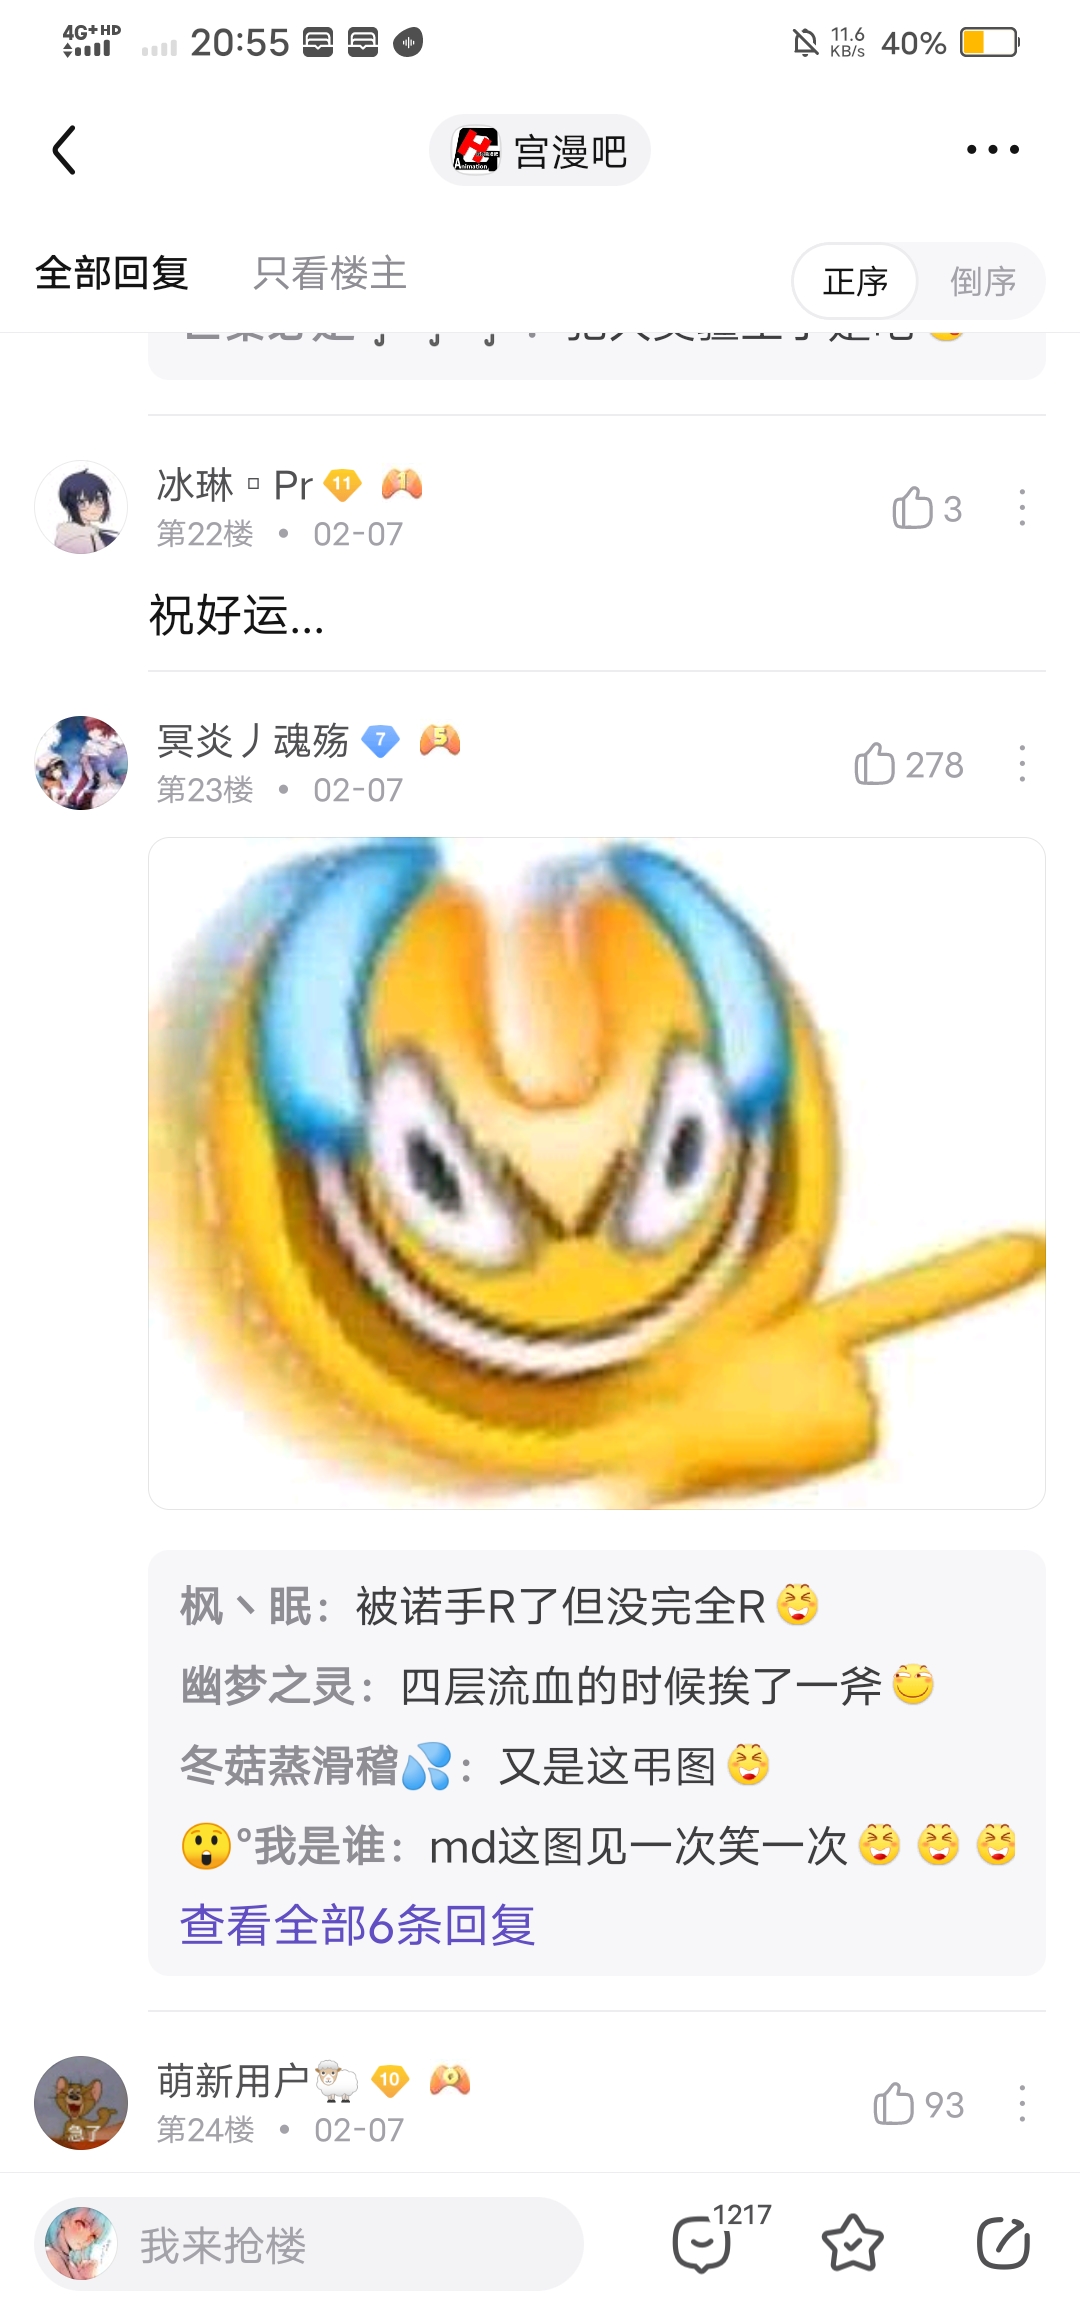 4G+HD 20:55 11.6 KB/s 40%
Animation
宫漫吧
全部回复 只看楼主 正序 倒序
冰琳▫Pr 11 1
3
第22楼 • 02-07
祝好运...
冥炎丿魂殇 7 5
278
第23楼 • 02-07
枫丶眠：被诺手R了但没完全R
幽梦之灵：四层流血的时候挨了一斧
冬菇蒸滑稽💦：又是这弔图
😲°我是谁：md这图见一次笑一次
查看全部6条回复
萌新用户🐑 10
93
第24楼 • 02-07
急了
我来抢楼 1217